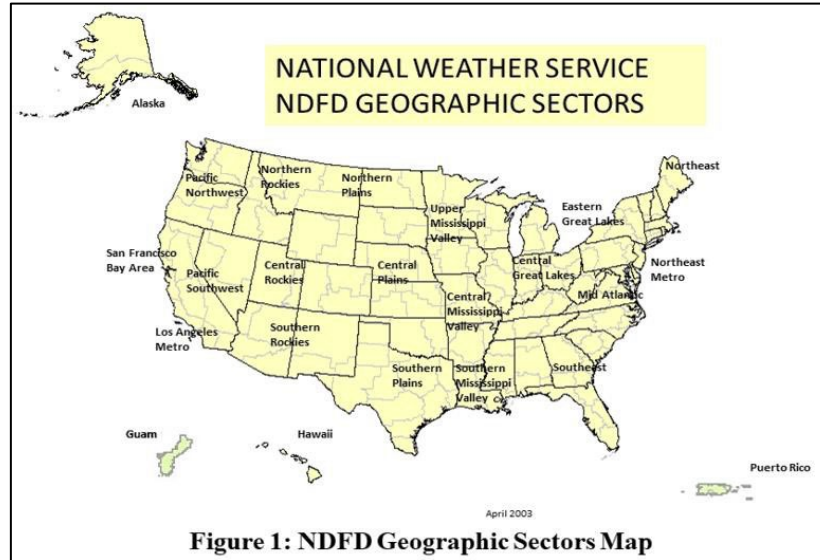 NATIONAL WEATHER SERVICE
NDFD GEOGRAPHIC SECTORS
Alaska
Pacific
Northwest
Northern
Rockies
Northern
Plains
Upper
Mississippi
Valley
Eastern
Great Lakes
Northeast
San Francisco
Bay Area
Pacific
Southwest
Central
Rockies
Central
Plains
Central
Mississippi
Valley
Central
Great Lakes
Northeast
Metro
Mid Atlantic
Los Angeles
Metro
Southern
Rockies
Southern
Plains
Southern
Mississippi
Valley
Southeast
Guam
Hawaii
Puerto Rico
April 2003
Figure 1: NDFD Geographic Sectors Map